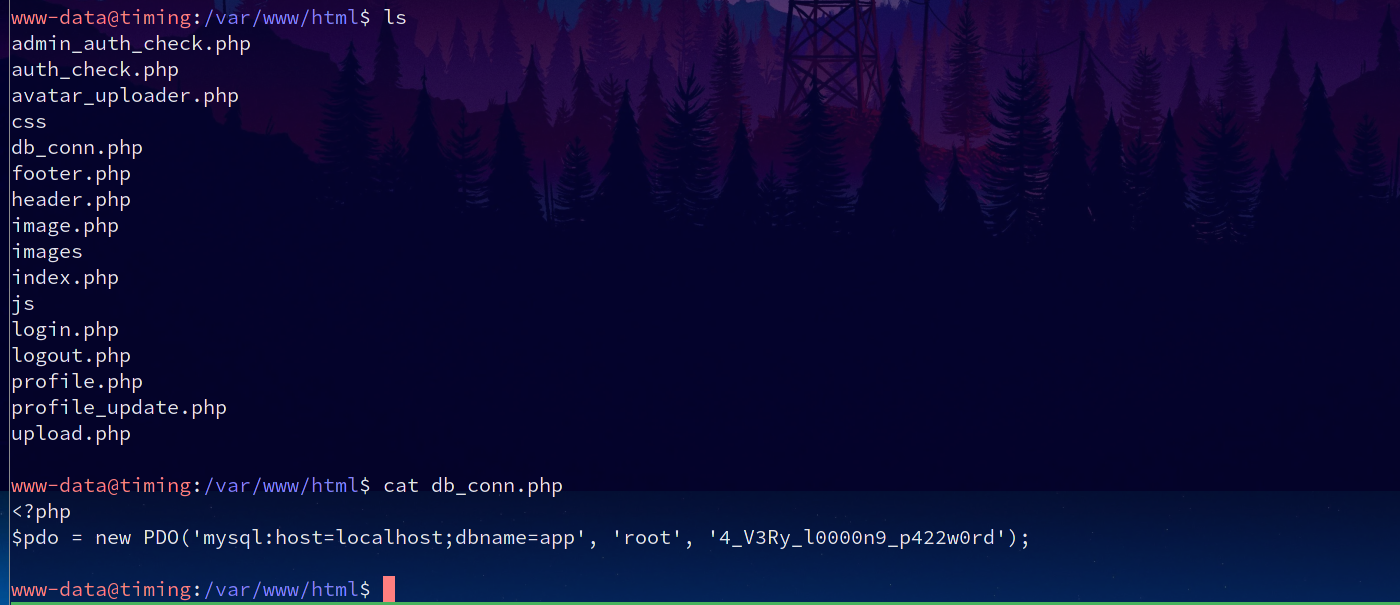 www-data@timing:/var/www/html$ ls
admin_auth_check.php
auth_check.php
avatar_uploader.php
css
db_conn.php
footer.php
header.php
image.php
images
index.php
js
login.php
logout.php
profile.php
profile_update.php
upload.php
www-data@timing:/var/www/html$ cat db_conn.php
<?php
$pdo = new PDO('mysql:host=localhost;dbname=app', 'root', '4_V3Ry_l0000n9_p422w0rd');
www-data@timing:/var/www/html$